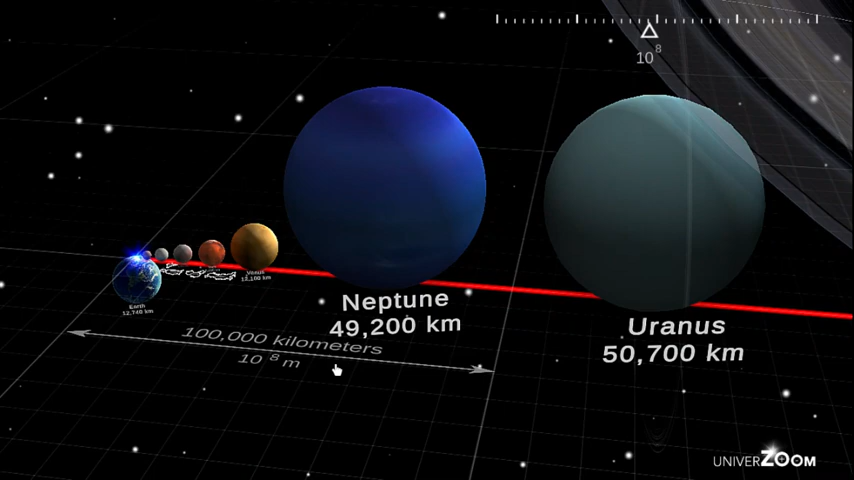 10 8
Neptune
49,200 km
Uranus
50,700 km
Venus
12,100 km
Earth
12,740 km
100,000 kilometers
10 8 m
UNIVERZOOM